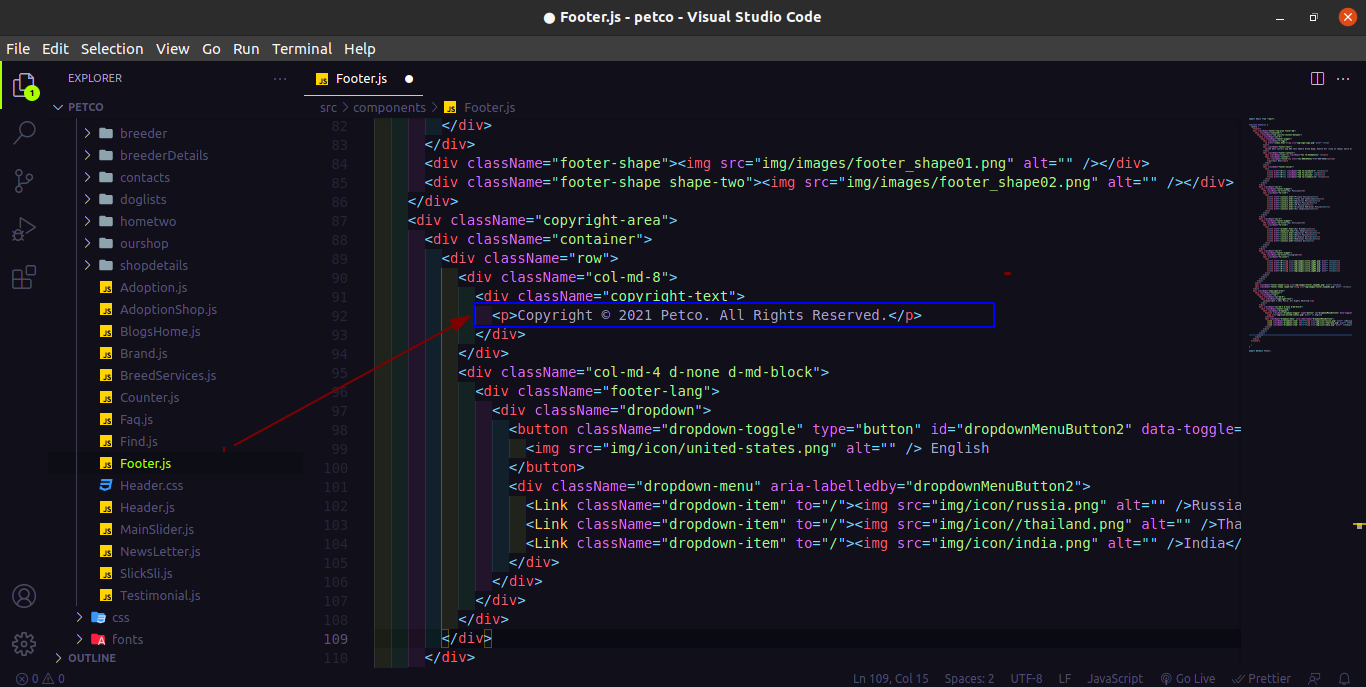 ● Footer.js - petco - Visual Studio Code
File Edit Selection View Go Run Terminal Help
EXPLORER
PETCO
breeder
breederDetails
contacts
doglists
hometwo
ourshop
shopdetails
Adoption.js
AdoptionShop.js
BlogsHome.js
Brand.js
BreedServices.js
Counter.js
Faq.js
Find.js
Footer.js
Header.css
Header.js
MainSlider.js
NewsLetter.js
SlickSli.js
Testimonial.js
css
fonts
OUTLINE
1
JS Footer.js ●
src > components > JS Footer.js
82 </div>
83 </div>
84 <div className="footer-shape"><img src="img/images/footer_shape01.png" alt="" /></div>
85 <div className="footer-shape shape-two"><img src="img/images/footer_shape02.png" alt="" /></div>
86 </div>
87 <div className="copyright-area">
88 <div className="container">
89 <div className="row">
90 <div className="col-md-8">
91 <div className="copyright-text">
92 <p>Copyright © 2021 Petco. All Rights Reserved.</p>
93 </div>
94 </div>
95 <div className="col-md-4 d-none d-md-block">
96 <div className="footer-lang">
97 <div className="dropdown">
98 <button className="dropdown-toggle" type="button" id="dropdownMenuButton2" data-toggle=
99 <img src="img/icon/united-states.png" alt="" /> English
100 </button>
101 <div className="dropdown-menu" aria-labelledby="dropdownMenuButton2">
102 <Link className="dropdown-item" to="/"><img src="img/icon/russia.png" alt="" />Russia
103 <Link className="dropdown-item" to="/"><img src="img/icon//thailand.png" alt="" />Tha
104 <Link className="dropdown-item" to="/"><img src="img/icon/india.png" alt="" />India</
105 </div>
106 </div>
107 </div>
108 </div>
109 </div>
110 </div>
0 0 Ln 109, Col 15 Spaces: 2 UTF-8 LF JavaScript Go Live Prettier